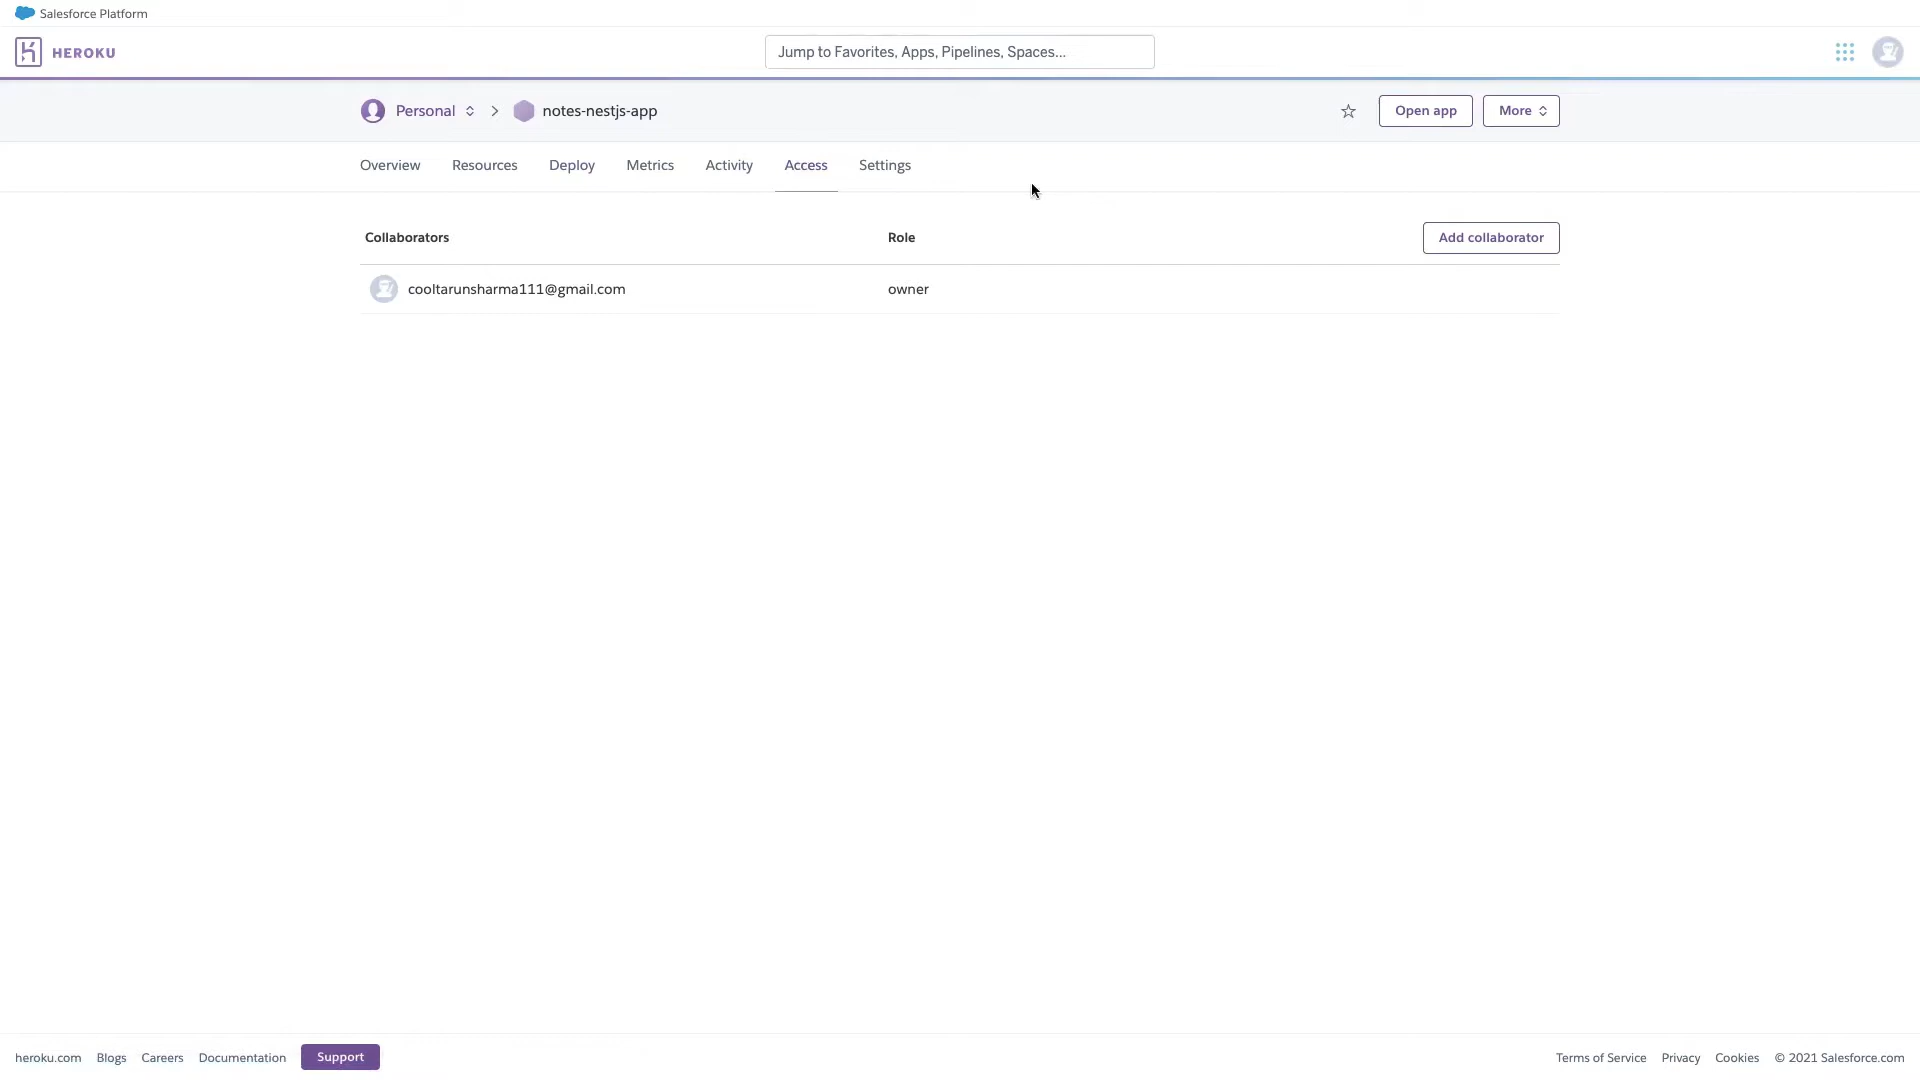 Salesforce Platform
HEROKU
Jump to Favorites, Apps, Pipelines, Spaces...
Personal
notes-nestjs-app
Open app
More
Overview Resources Deploy Metrics Activity Access Settings
Collaborators Role Add collaborator
cooltarunsharma111@gmail.com owner
heroku.com Blogs Careers Documentation Support Terms of Service Privacy Cookies © 2021 Salesforce.com